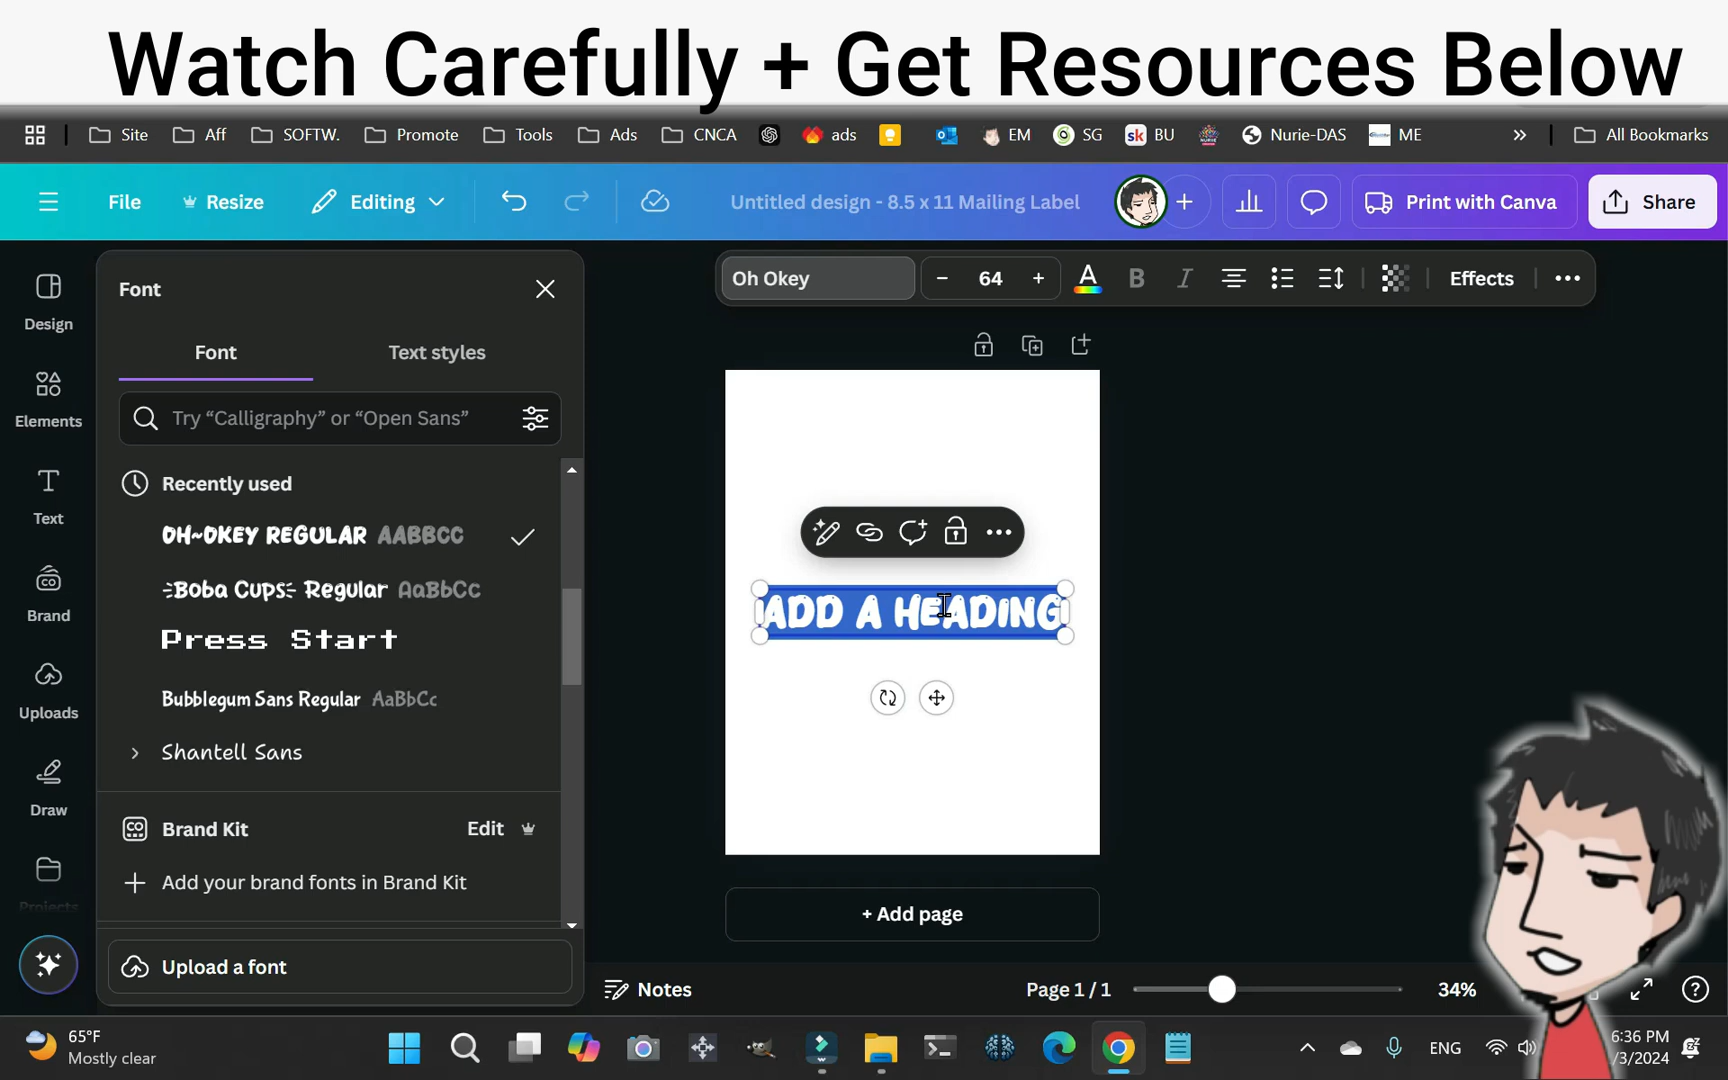 Watch Carefully + Get Resources Below
Site Aff SOFTW. Promote Tools Ads CNCA ads EM SG sk BU Nurie-DAS ME » All Bookmarks
File Resize Editing Untitled design - 8.5 x 11 Mailing Label Print with Canva Share
Oh Okey - 64 + A B I Effects
Font
Font Text styles
Try “Calligraphy” or “Open Sans”
Recently used
OH~OKEY REGULAR AABBCC
Boba Cups Regular AaBbCc
Press Start
Bubblegum Sans Regular AaBbCc
Shantell Sans
Brand Kit Edit
Add your brand fonts in Brand Kit
Upload a font
Design
Elements
Text
Brand
Uploads
Draw
Projects
ADD A HEADING
+ Add page
Notes Page 1 / 1 34%
65°F
Mostly clear
ENG
6:36 PM
/3/2024